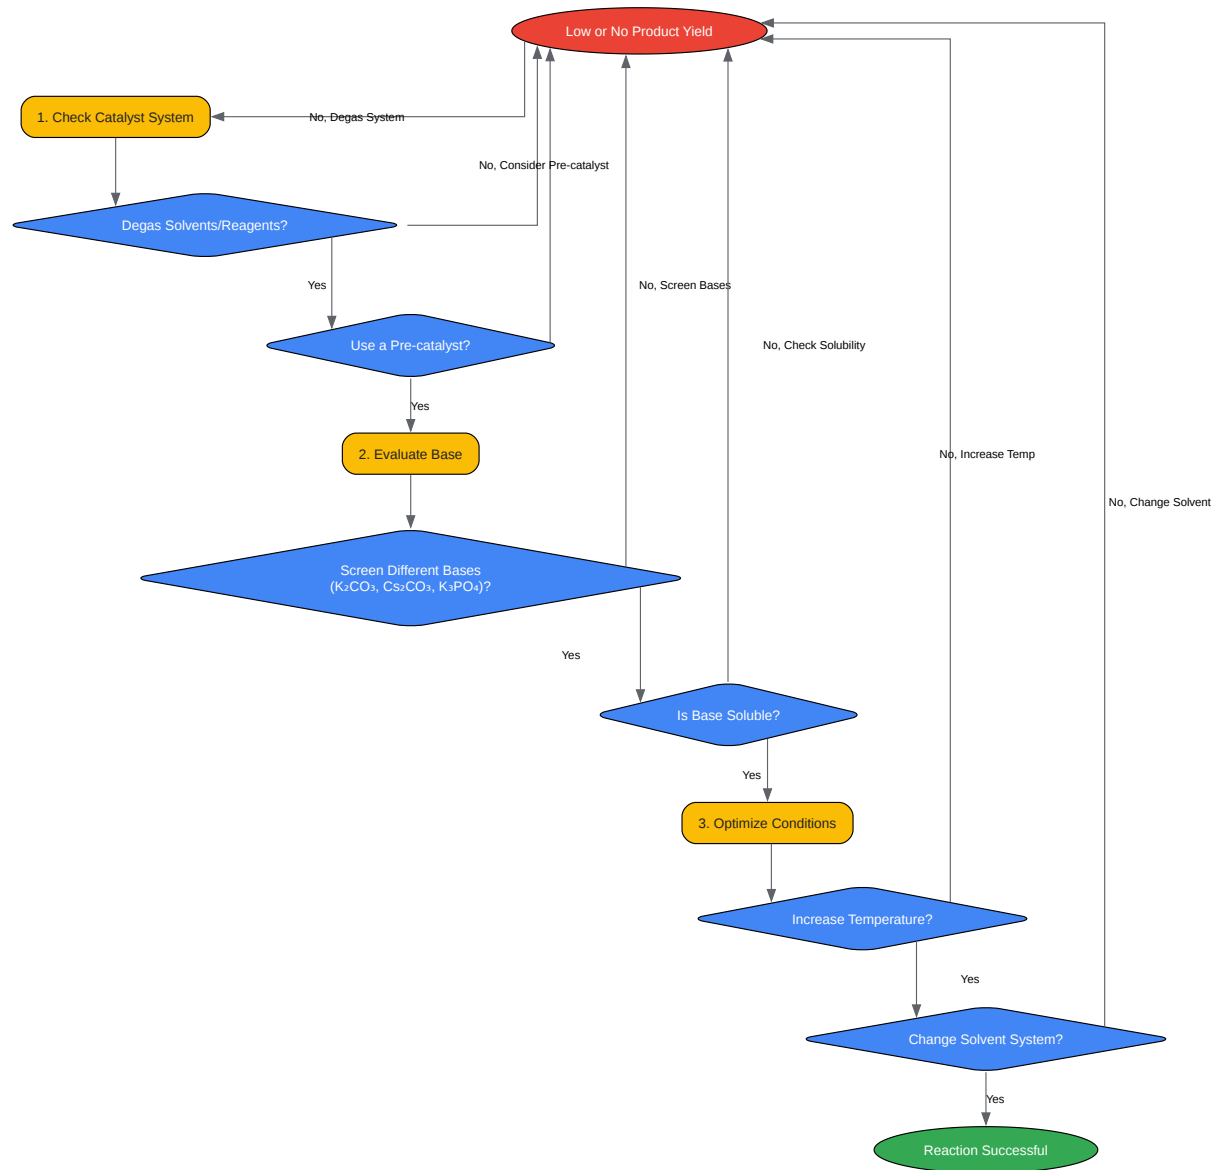 Low or No Product Yield
1. Check Catalyst System
No, Degas System
No, Consider Pre-catalyst
Degas Solvents/Reagents?
Yes
No, Screen Bases
Use a Pre-catalyst?
No, Check Solubility
Yes
2. Evaluate Base
No, Increase Temp
No, Change Solvent
Screen Different Bases
(K₂CO₃, Cs₂CO₃, K₃PO₄)?
Yes
Is Base Soluble?
Yes
3. Optimize Conditions
Increase Temperature?
Yes
Change Solvent System?
Yes
Reaction Successful